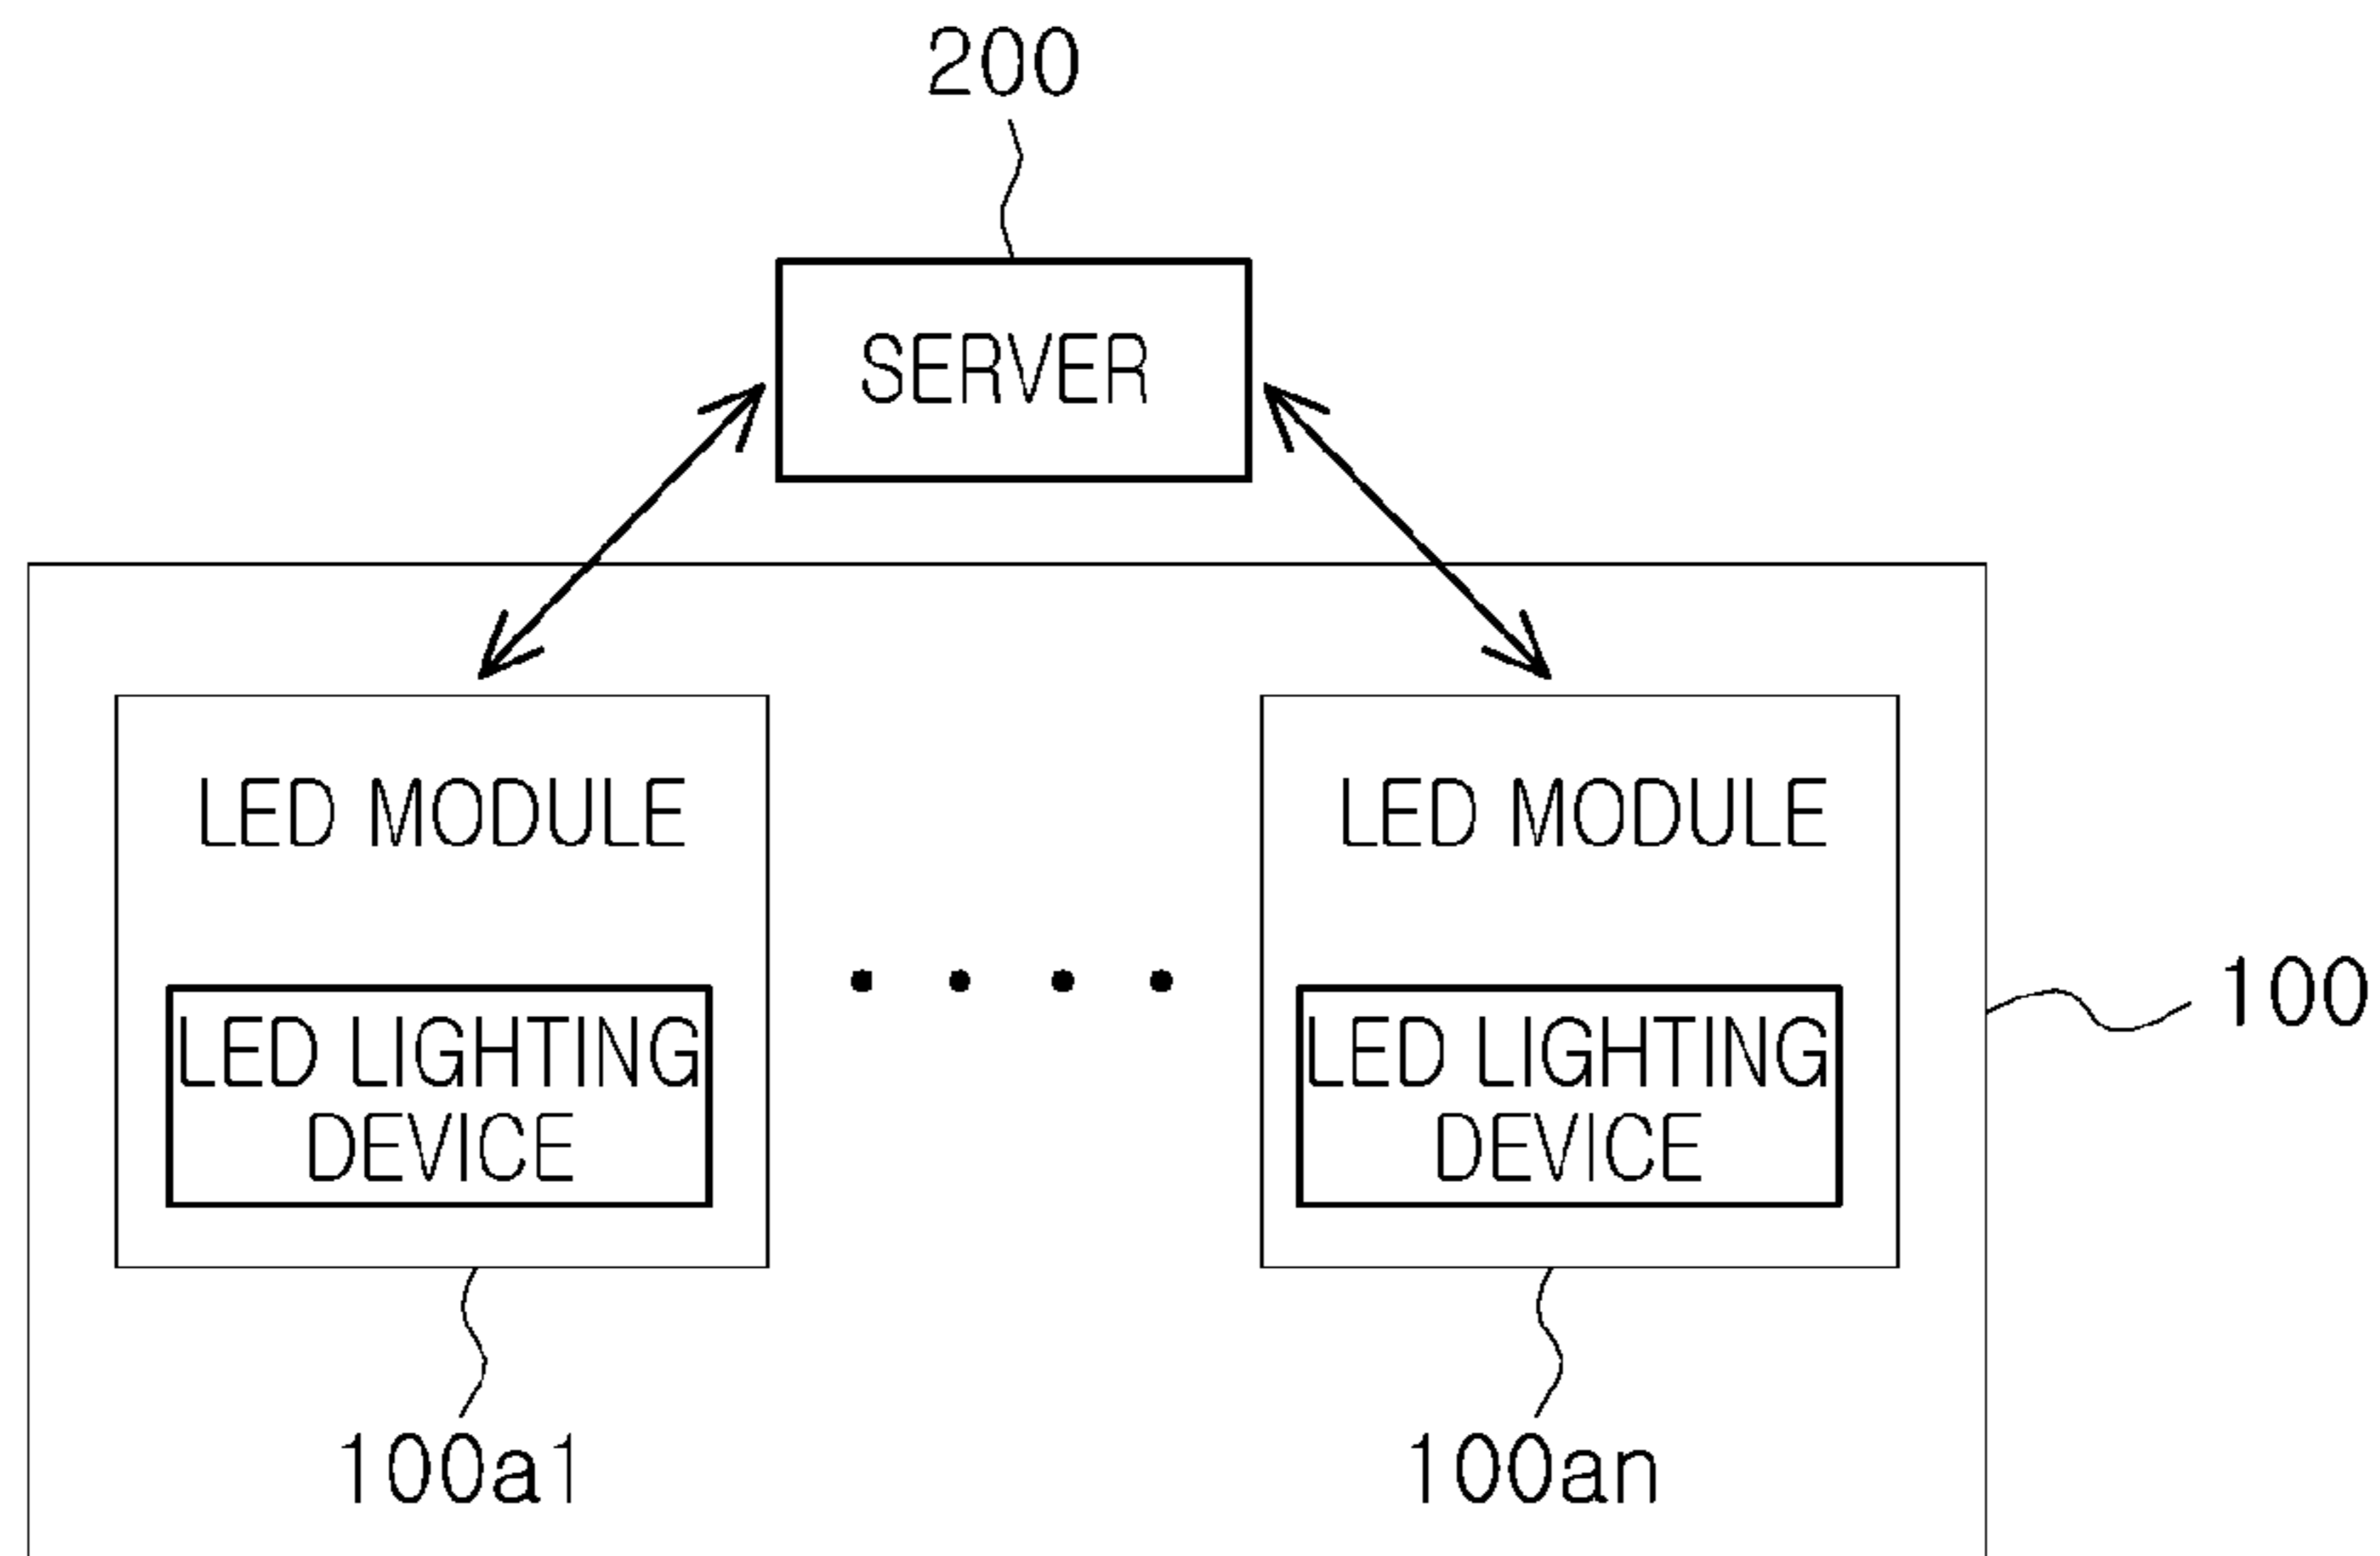 200
SERVER
LED MODULE
LED MODULE
LED LIGHTING
DEVICE
LED LIGHTING
DEVICE
100
100a1
100an